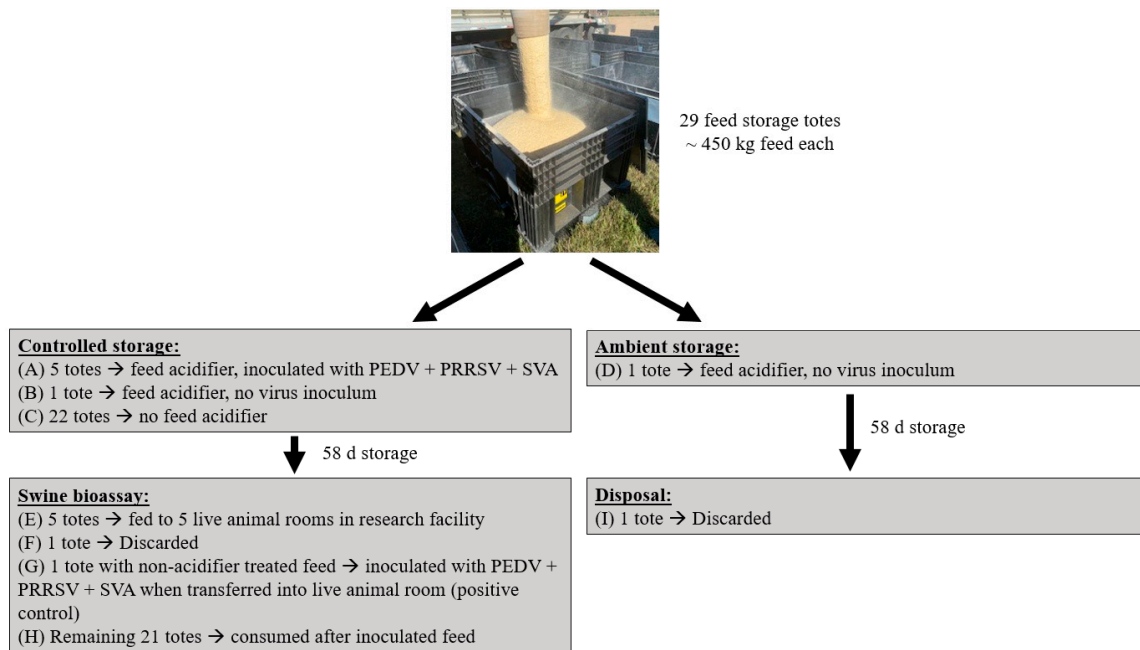 29 feed storage totes
~ 450 kg feed each
Controlled storage:
(A) 5 totes → feed acidifier, inoculated with PEDV + PRRSV + SVA
(B) 1 tote → feed acidifier, no virus inoculum
(C) 22 totes → no feed acidifier
Ambient storage:
(D) 1 tote → feed acidifier, no virus inoculum
58 d storage
58 d storage
Swine bioassay:
(E) 5 totes → fed to 5 live animal rooms in research facility
(F) 1 tote → Discarded
(G) 1 tote with non-acidifier treated feed → inoculated with PEDV +
PRRSV + SVA when transferred into live animal room (positive
control)
(H) Remaining 21 totes → consumed after inoculated feed
Disposal:
(I) 1 tote → Discarded